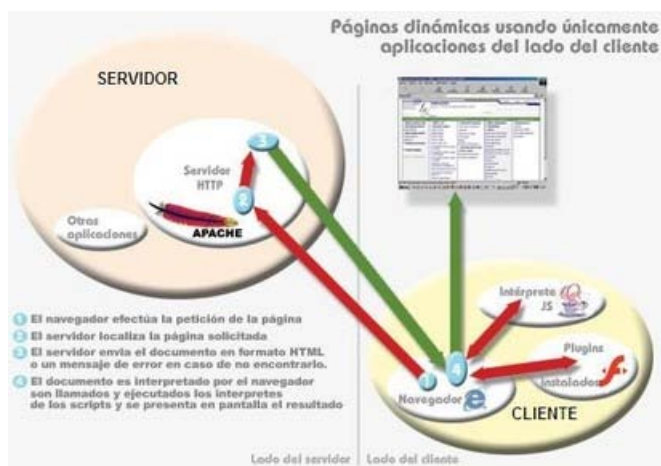 Páginas dinámicas usando únicamente
aplicaciones del lado del cliente
SERVIDOR
3
Servidor
HTTP
2
APACHE
Otras
aplicaciones
1 El navegador efectúa la petición de la página
2 El servidor localiza la página solicitada
3 El servidor envia el documento en formato HTML
o un mensaje de error en caso de no encontrarlo.
4 El documento es interpretado por el navegador
son llamados y ejecutados los interpretes
de los scripts y se presenta en pantalla el resultado
Intérprete
JS
Plugins
Instalados
4
1
Navegador
CLIENTE
Lado del servidor
Lado del cliente